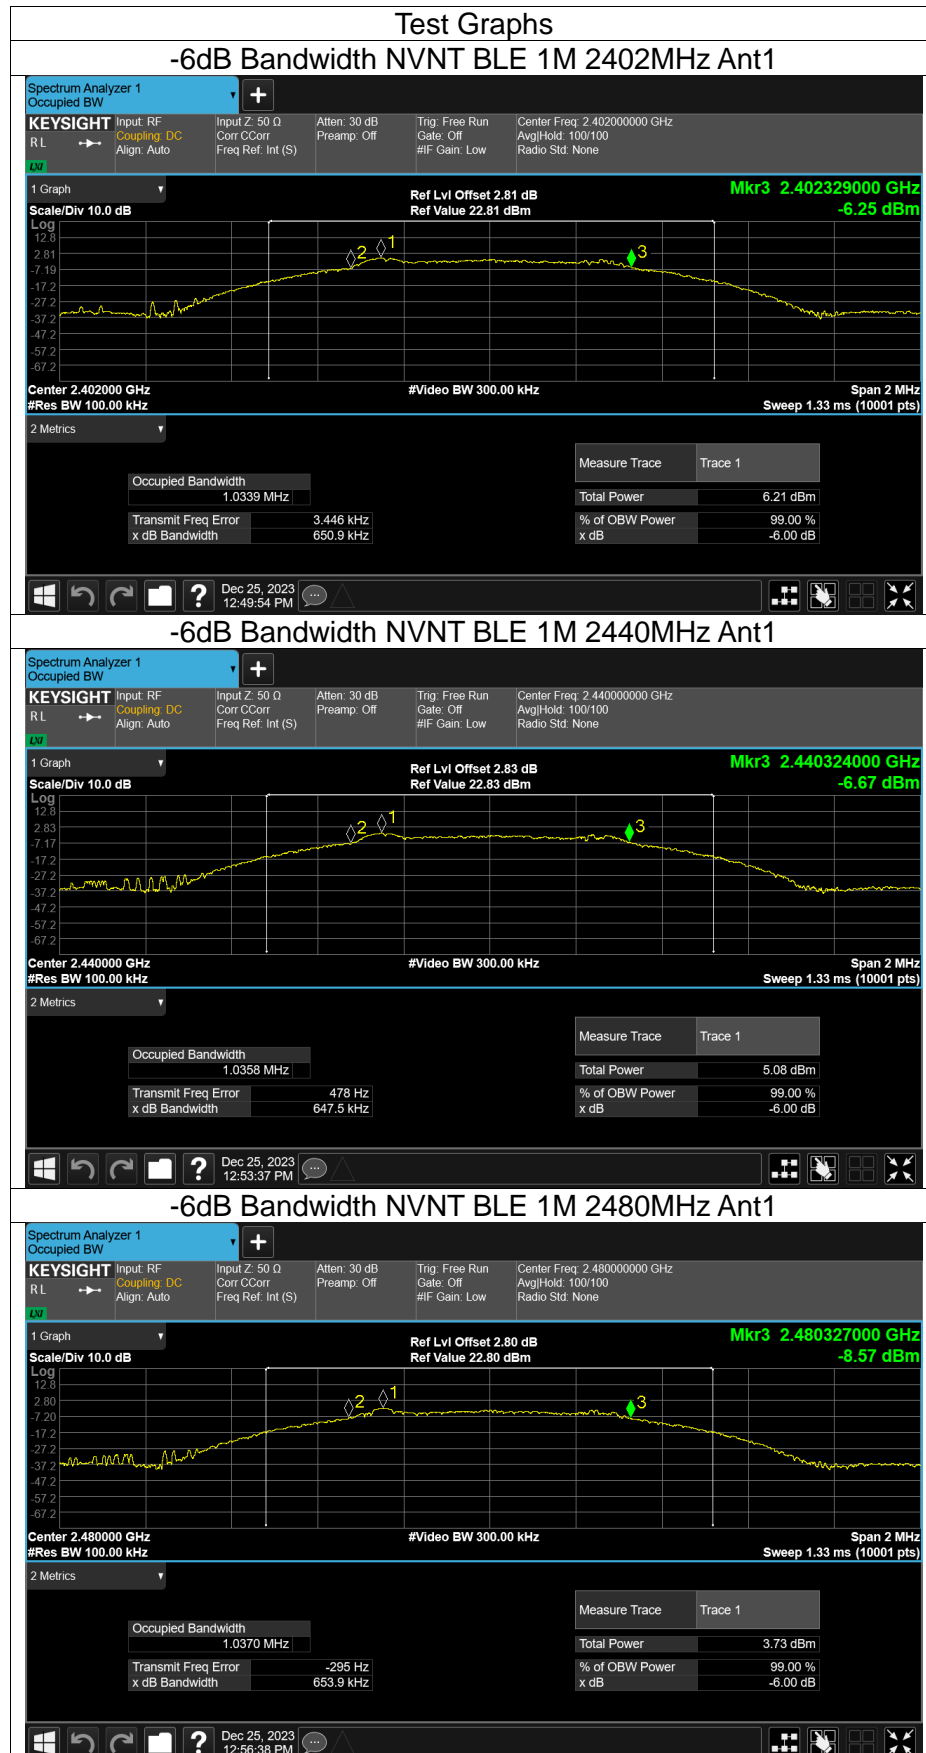 Test Graphs
-6dB Bandwidth NVNT BLE 1M 2402MHz Ant1
Spectrum Analyzer 1
Occupied BW
+
KEYSIGHT Input: RF Input Z: 50 Ω Atten: 30 dB Trig: Free Run Center Freq: 2.402000000 GHz
RL Coupling: DC Corr CCorr Preamp: Off Gate: Off Avg|Hold: 100/100
Align: Auto Freq Ref: Int (S) #IF Gain: Low Radio Std: None
LXI
1 Graph Ref Lvl Offset 2.81 dB Mkr3 2.402329000 GHz
Scale/Div 10.0 dB Ref Value 22.81 dBm -6.25 dBm
Log
12.8
2.81
-7.19
-17.2
-27.2
-37.2
-47.2
-57.2
-67.2
2 1 3
Center 2.402000 GHz #Video BW 300.00 kHz Span 2 MHz
#Res BW 100.00 kHz Sweep 1.33 ms (10001 pts)
2 Metrics
Measure Trace Trace 1
Occupied Bandwidth
1.0339 MHz Total Power 6.21 dBm
Transmit Freq Error 3.446 kHz % of OBW Power 99.00 %
x dB Bandwidth 650.9 kHz x dB -6.00 dB
? Dec 25, 2023
12:49:54 PM
-6dB Bandwidth NVNT BLE 1M 2440MHz Ant1
Spectrum Analyzer 1
Occupied BW
+
KEYSIGHT Input: RF Input Z: 50 Ω Atten: 30 dB Trig: Free Run Center Freq: 2.440000000 GHz
RL Coupling: DC Corr CCorr Preamp: Off Gate: Off Avg|Hold: 100/100
Align: Auto Freq Ref: Int (S) #IF Gain: Low Radio Std: None
LXI
1 Graph Ref Lvl Offset 2.83 dB Mkr3 2.440324000 GHz
Scale/Div 10.0 dB Ref Value 22.83 dBm -6.67 dBm
Log
12.8
2.83
-7.17
-17.2
-27.2
-37.2
-47.2
-57.2
-67.2
2 1 3
Center 2.440000 GHz #Video BW 300.00 kHz Span 2 MHz
#Res BW 100.00 kHz Sweep 1.33 ms (10001 pts)
2 Metrics
Measure Trace Trace 1
Occupied Bandwidth
1.0358 MHz Total Power 5.08 dBm
Transmit Freq Error 478 Hz % of OBW Power 99.00 %
x dB Bandwidth 647.5 kHz x dB -6.00 dB
? Dec 25, 2023
12:53:37 PM
-6dB Bandwidth NVNT BLE 1M 2480MHz Ant1
Spectrum Analyzer 1
Occupied BW
+
KEYSIGHT Input: RF Input Z: 50 Ω Atten: 30 dB Trig: Free Run Center Freq: 2.480000000 GHz
RL Coupling: DC Corr CCorr Preamp: Off Gate: Off Avg|Hold: 100/100
Align: Auto Freq Ref: Int (S) #IF Gain: Low Radio Std: None
LXI
1 Graph Ref Lvl Offset 2.80 dB Mkr3 2.480327000 GHz
Scale/Div 10.0 dB Ref Value 22.80 dBm -8.57 dBm
Log
12.8
2.80
-7.20
-17.2
-27.2
-37.2
-47.2
-57.2
-67.2
2 1 3
Center 2.480000 GHz #Video BW 300.00 kHz Span 2 MHz
#Res BW 100.00 kHz Sweep 1.33 ms (10001 pts)
2 Metrics
Measure Trace Trace 1
Occupied Bandwidth
1.0370 MHz Total Power 3.73 dBm
Transmit Freq Error -295 Hz % of OBW Power 99.00 %
x dB Bandwidth 653.9 kHz x dB -6.00 dB
? Dec 25, 2023
12:56:38 PM